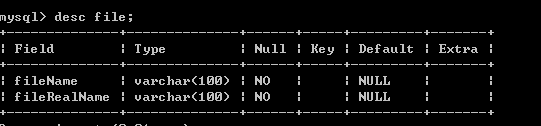 mysql> desc file;
+--------------+--------------+------+-----+---------+-------+
| Field        | Type         | Null | Key | Default | Extra |
+--------------+--------------+------+-----+---------+-------+
| fileName     | varchar(100) | NO   |     | NULL    |       |
| fileRealName | varchar(100) | NO   |     | NULL    |       |
+--------------+--------------+------+-----+---------+-------+